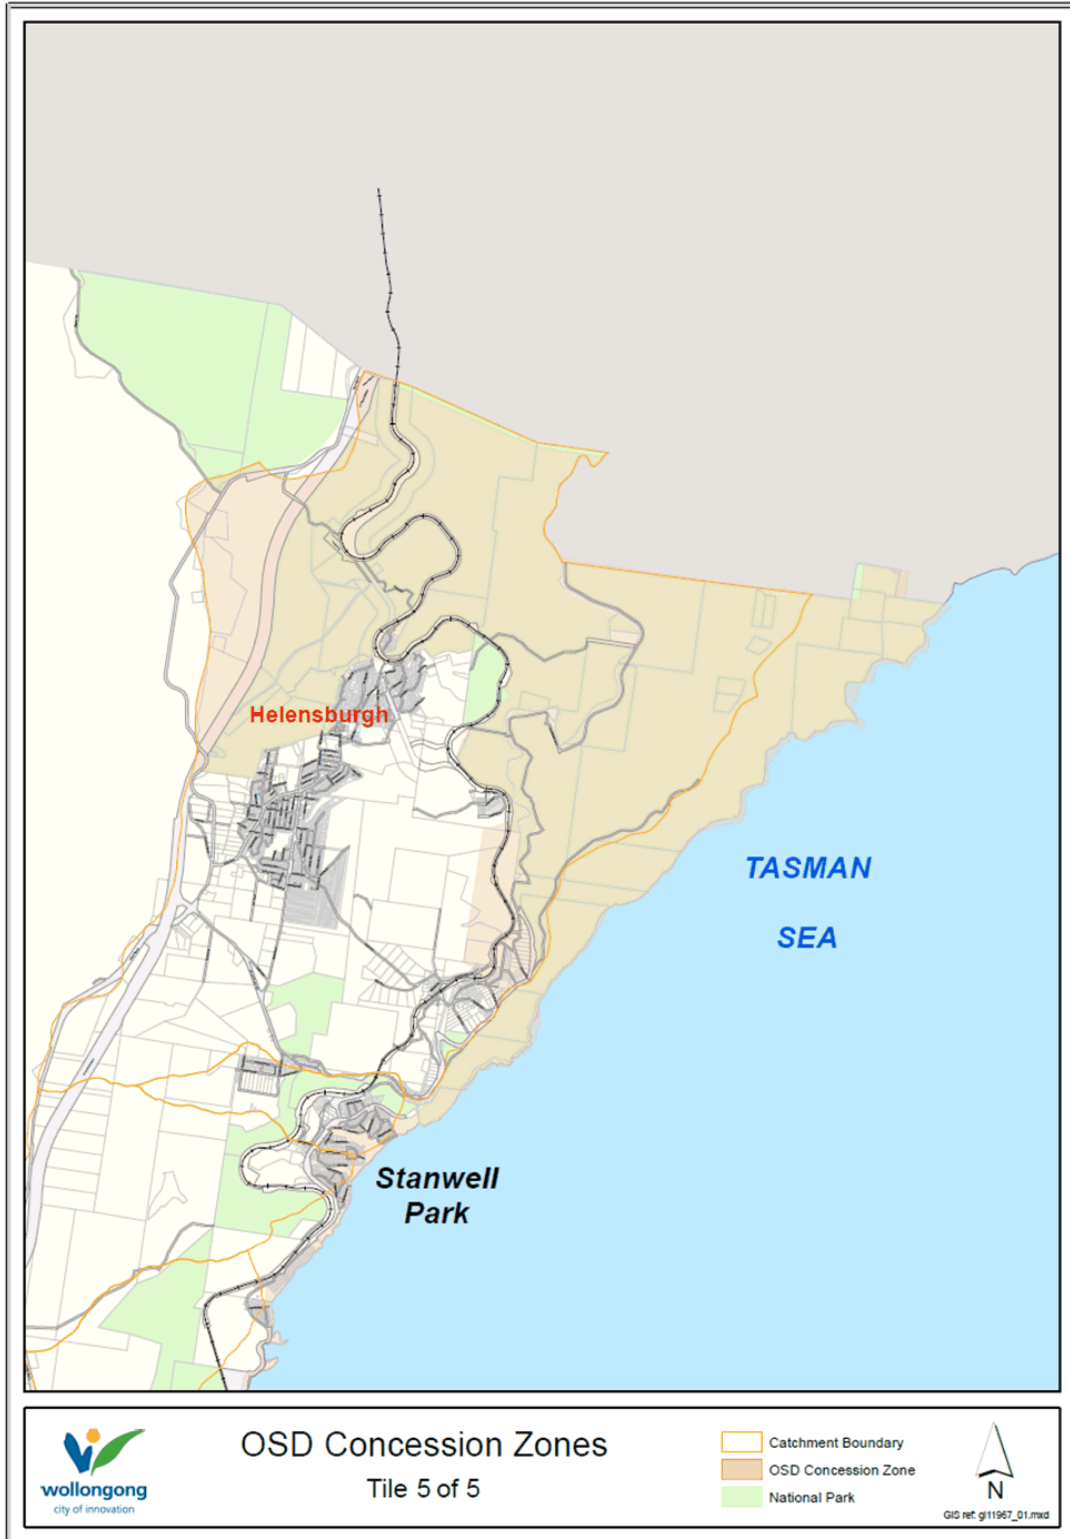 Helensburgh
TASMAN
SEA
Stanwell
Park
wollongong
city of innovation
OSD Concession Zones
Tile 5 of 5
Catchment Boundary
OSD Concession Zone
National Park
N
GIS ref: gi11967_01.mxd